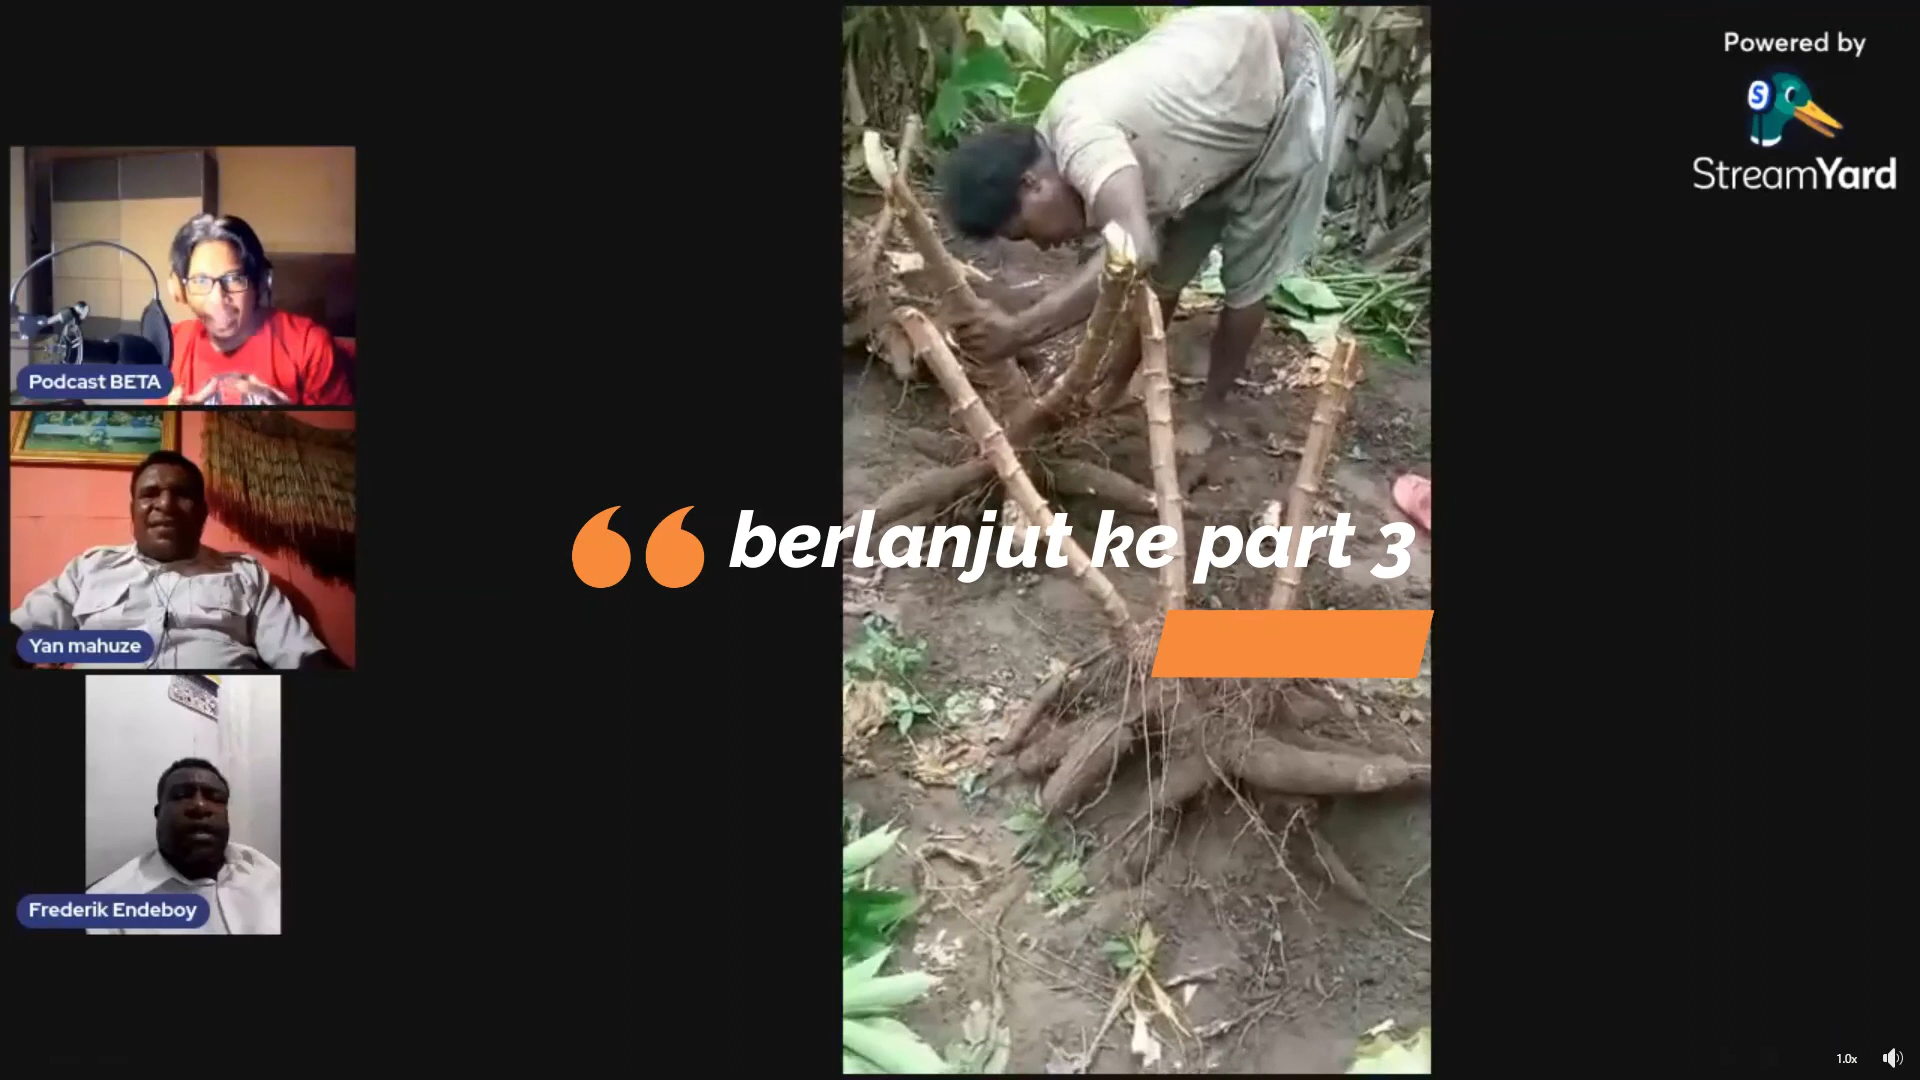 Powered by
S
StreamYard
Podcast BETA
Yan mahuze
Frederik Endeboy
berlanjut ke part 3
1.0x